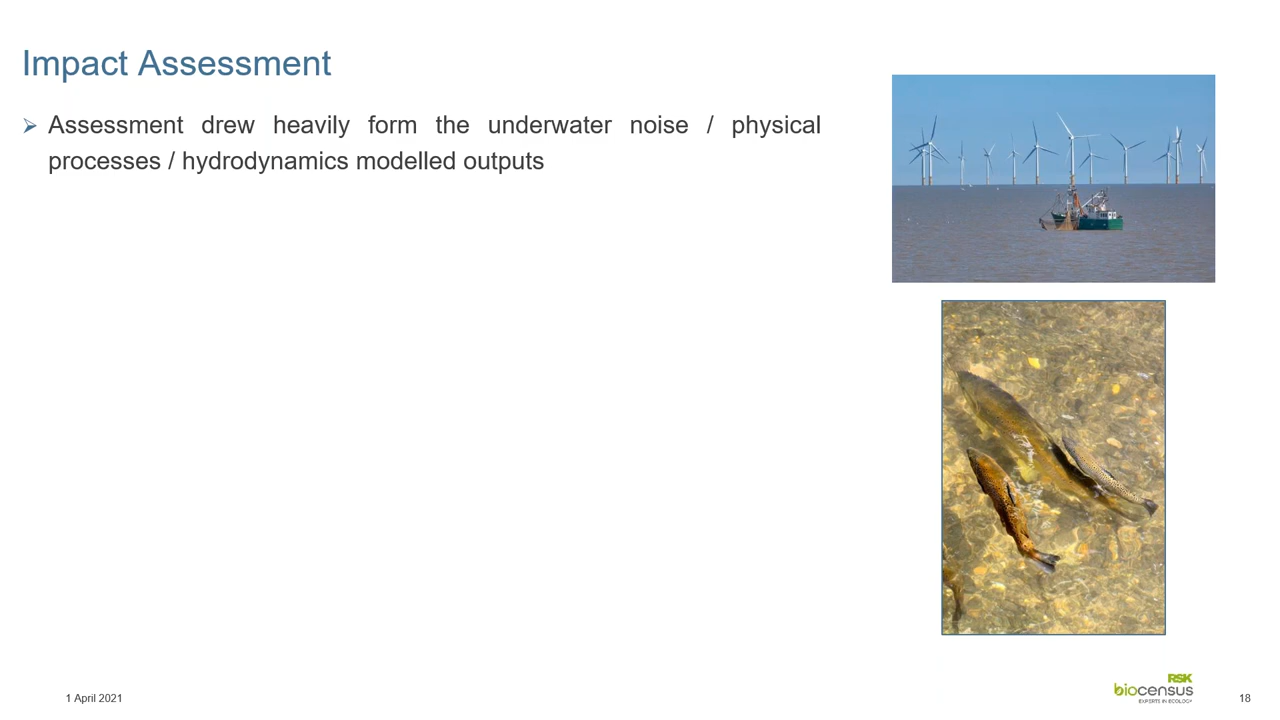 Impact Assessment
➢ Assessment drew heavily form the underwater noise / physical
processes / hydrodynamics modelled outputs
1 April 2021
RSK
biocensus
EXPERTS IN ECOLOGY
18